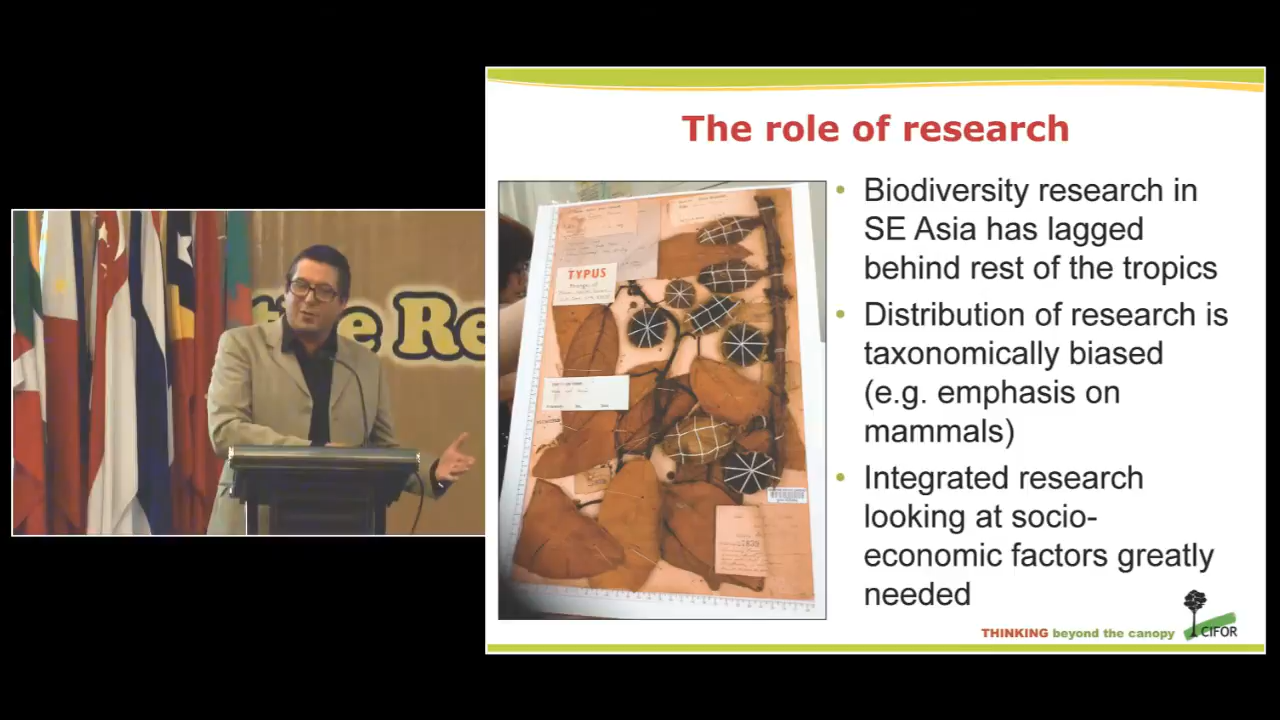 The role of research
Biodiversity research in
SE Asia has lagged
behind rest of the tropics
Distribution of research is
taxonomically biased
(e.g. emphasis on
mammals)
Integrated research
looking at socio-
economic factors greatly
needed
TYPUS
Re
THINKING beyond the canopy
CIFOR